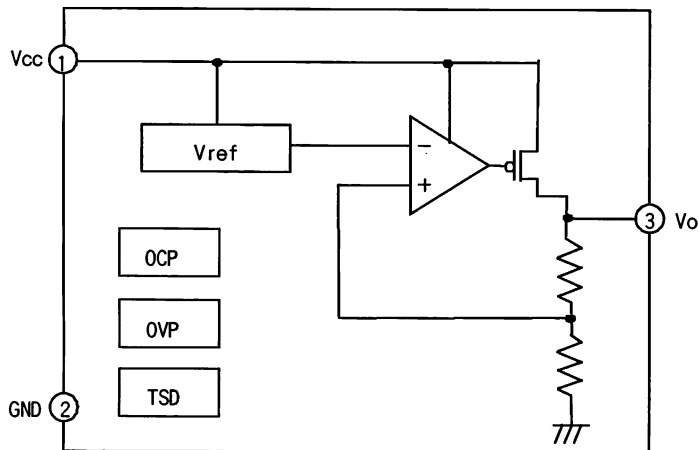 Vcc 1
Vref
−
+
3 Vo
OCP
OVP
TSD
GND 2